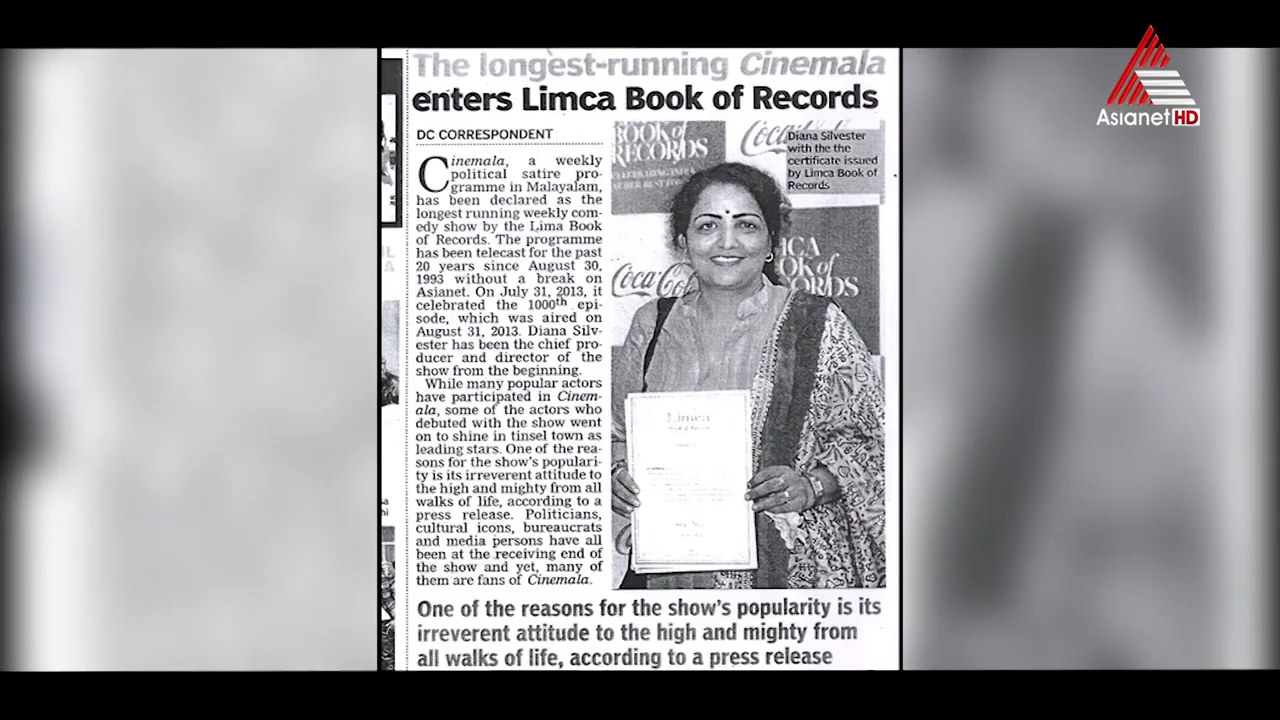 Asianet HD
The longest-running Cinemala
enters Limca Book of Records
DC CORRESPONDENT
Cinemala, a weekly
political satire pro-
gramme in Malayalam,
has been declared as the
longest running weekly com-
edy show by the Lima Book
of Records. The programme
has been telecast for the past
20 years since August 30,
1993 without a break on
Asianet. On July 31, 2013, it
celebrated the 1000th epi-
sode, which was aired on
August 31, 2013. Diana Silv-
ester has been the chief pro-
ducer and director of the
show from the beginning.
While many popular actors
have participated in Cinem-
ala, some of the actors who
debuted with the show went
on to shine in tinsel town as
leading stars. One of the rea-
sons for the show's populari-
ty is its irreverent attitude to
the high and mighty from all
walks of life, according to a
press release. Politicians,
cultural icons, bureaucrats
and media persons have all
been at the receiving end of
the show and yet, many of
them are fans of Cinemala.
BOOK of
RECORDS
Coca
Diana Silvester
with the the
certificate issued
by Limca Book of
Records
Coca Cola
Limca
One of the reasons for the show's popularity is its
irreverent attitude to the high and mighty from
all walks of life, according to a press release